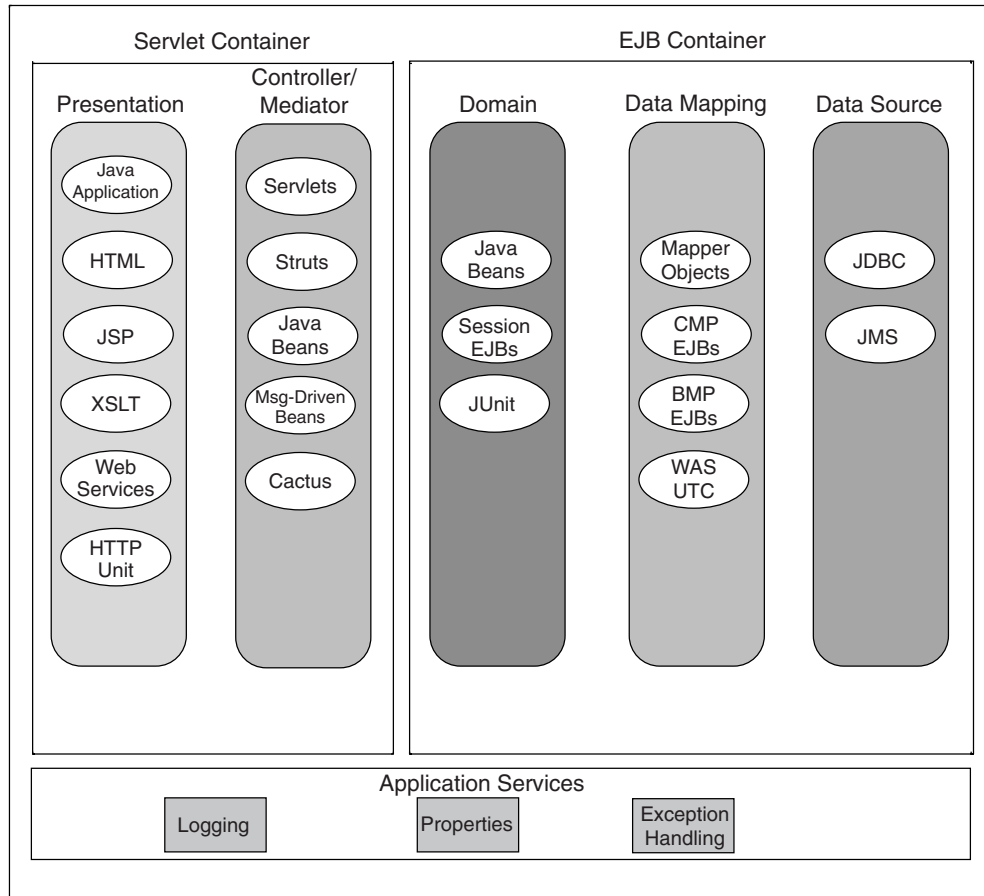 Servlet Container
EJB Container
Presentation
Controller/
Mediator
Domain
Data Mapping
Data Source
Java
Application
HTML
JSP
XSLT
Web
Services
HTTP
Unit
Servlets
Struts
Java
Beans
Msg-Driven
Beans
Cactus
Java
Beans
Session
EJBs
JUnit
Mapper
Objects
CMP
EJBs
BMP
EJBs
WAS
UTC
JDBC
JMS
Application Services
Logging
Properties
Exception
Handling